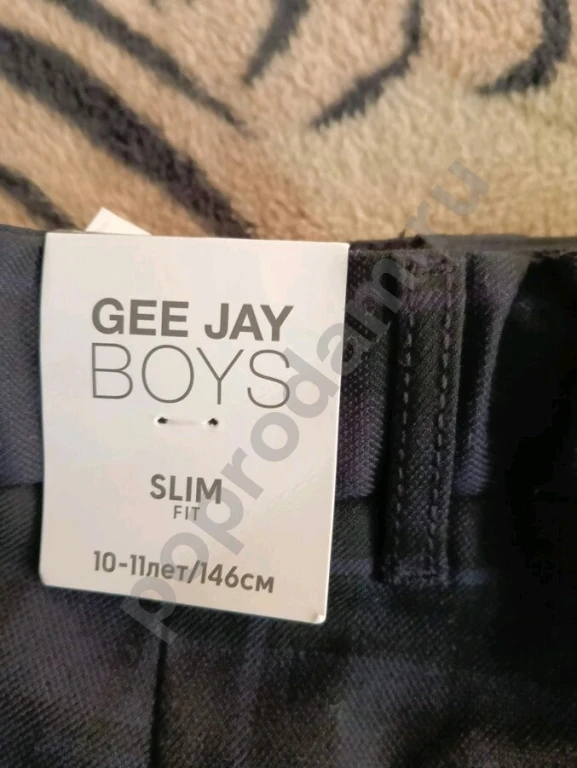 GEE JAY
BOYS
SLIM
FIT
10-11лет/146см
poprodam.ru